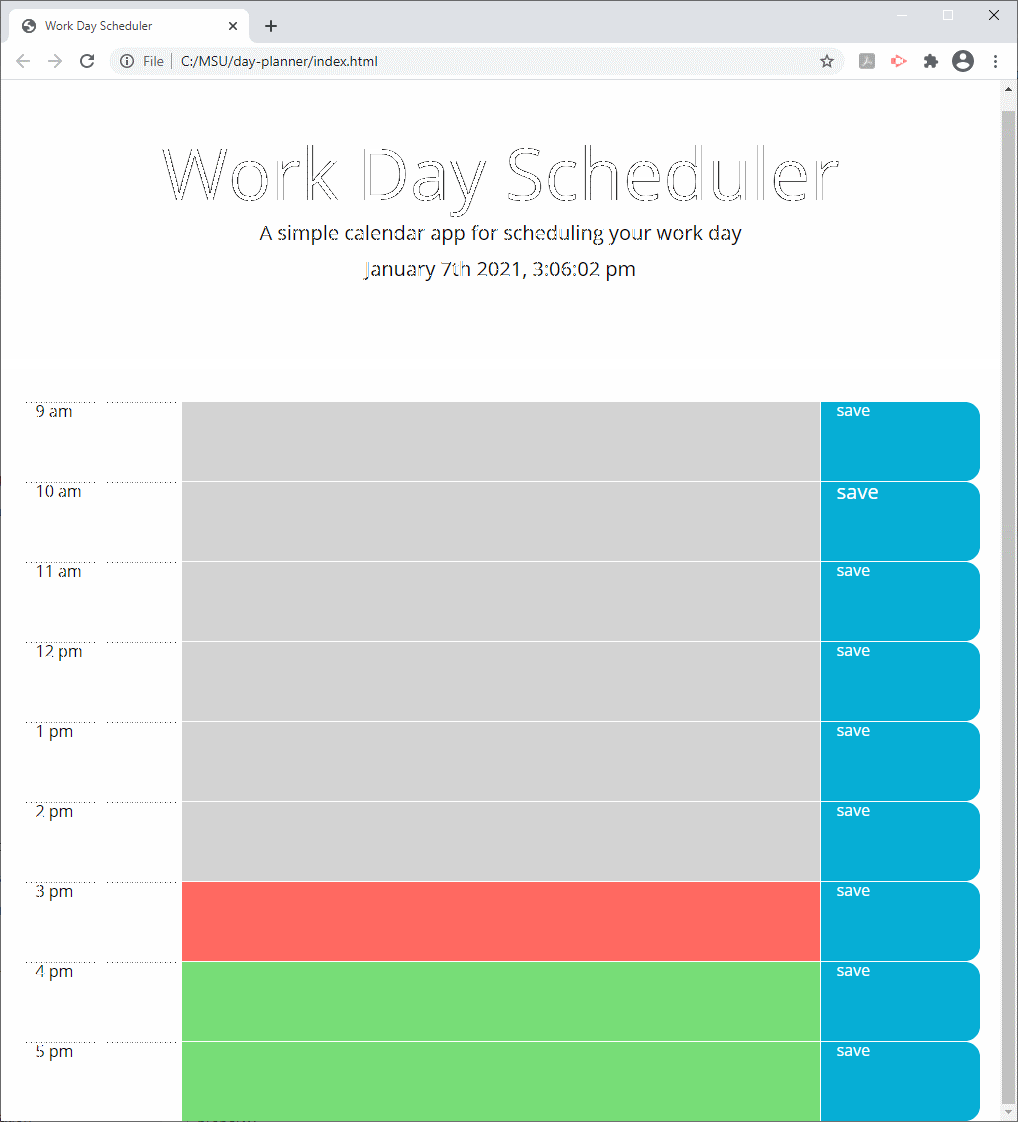 Work Day Scheduler
File C:/MSU/day-planner/index.html
Work Day Scheduler
A simple calendar app for scheduling your work day
January 7th 2021, 3:06:02 pm
9 am save
10 am save
11 am save
12 pm save
1 pm save
2 pm save
3 pm save
4 pm save
5 pm save